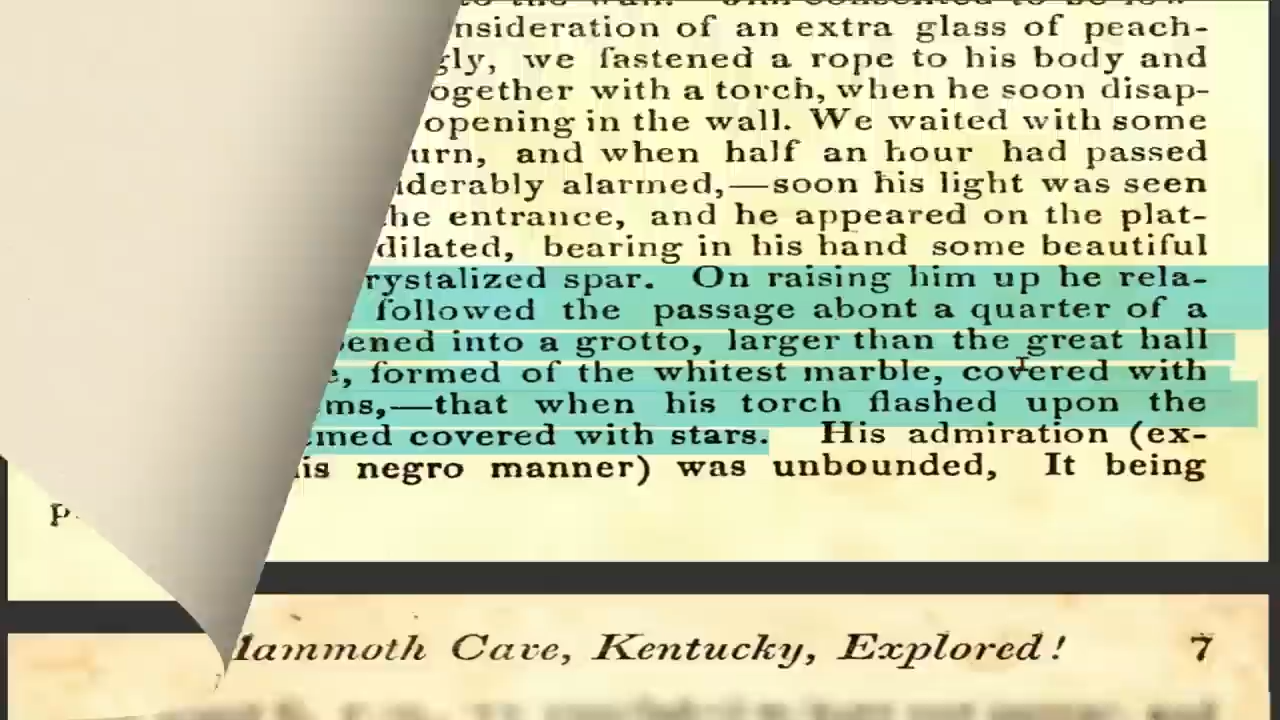 onsideration of an extra glass of peach-
gly, we fastened a rope to his body and
ogether with a torch, when he soon disap-
opening in the wall. We waited with some
urn, and when half an hour had passed
iderably alarmed,—soon his light was seen
he entrance, and he appeared on the plat-
dilated, bearing in his hand some beautiful
rystalized spar. On raising him up he rela-
followed the passage abont a quarter of a
ened into a grotto, larger than the great hall
e, formed of the whitest marble, covered with
ms,—that when his torch flashed upon the
emed covered with stars. His admiration (ex-
is negro manner) was unbounded, It being
p
lammoth Cave, Kentucky, Explored! 7